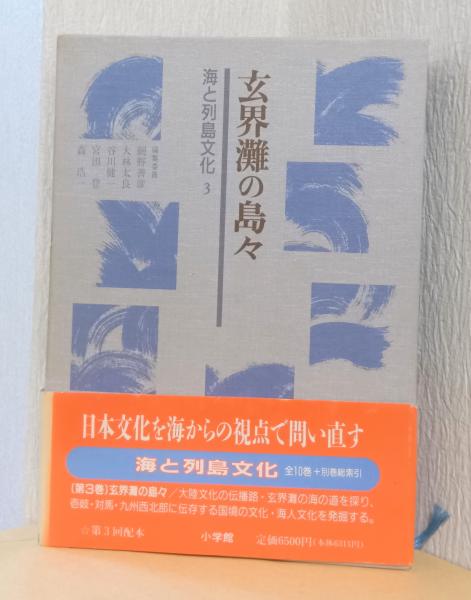 玄界灘の島々
海と列島文化 3
編集委員
網野善彦
大林太良
谷川健一
宮田 登
森 浩一
日本文化を海からの視点で問い直す
海と列島文化 全10巻+別巻総索引
(第3巻)玄界灘の島々/大陸文化の伝播路・玄界灘の海の道を探り、
壱岐・対馬・九州西北部に伝存する国境の文化・海人文化を発掘する。
☆第3回配本 小学館 定価6500円(本体6311円)